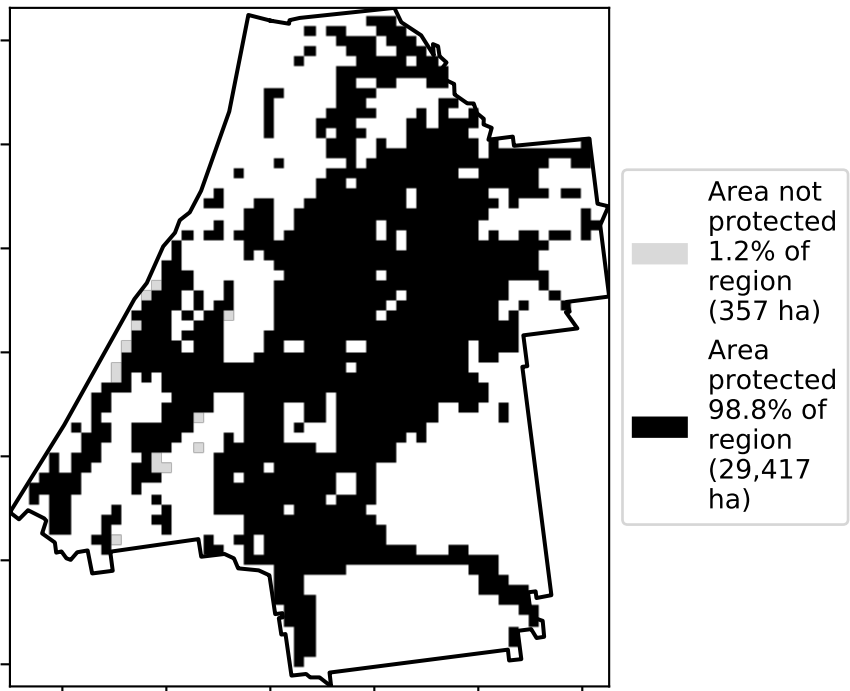 Area not
protected
1.2% of
region
(357 ha)
Area
protected
98.8% of
region
(29,417
ha)